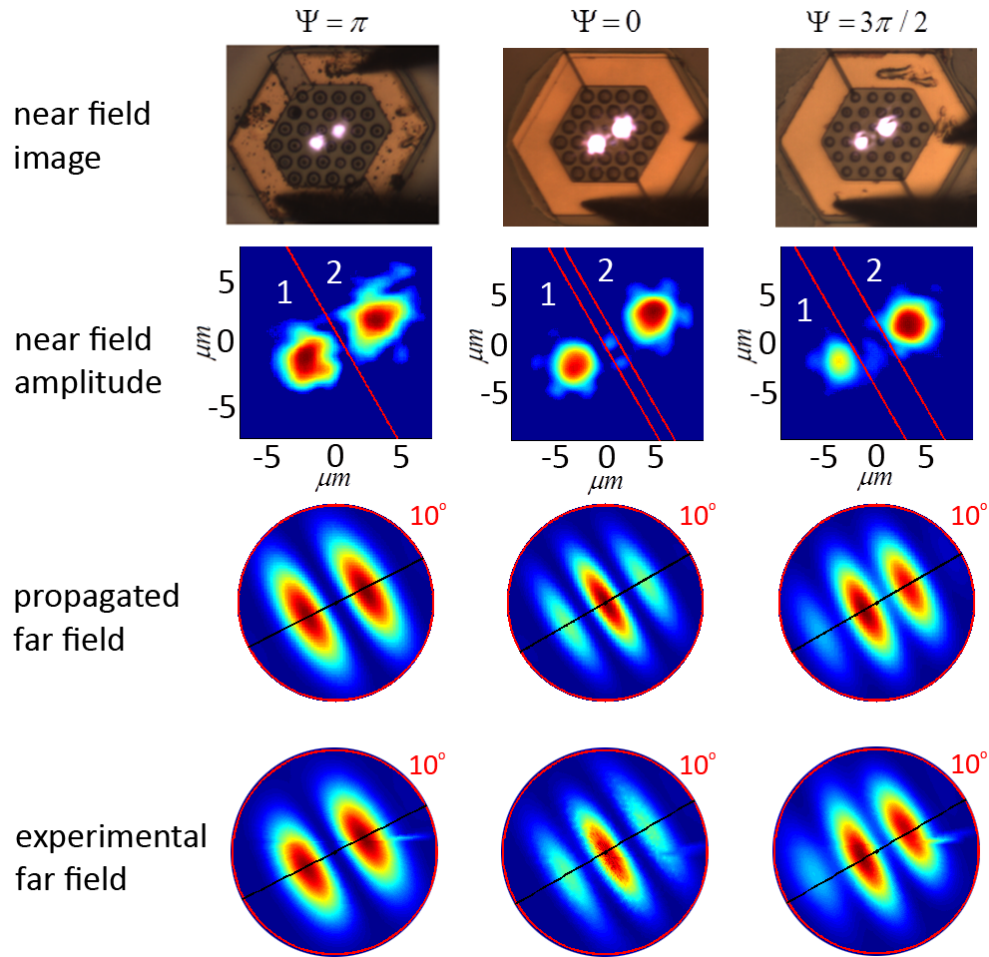 Ψ = π
Ψ = 0
Ψ = 3π / 2
near field
image
near field
amplitude
5
0
-5
μm
1
2
-5 0 5
μm
5
0
-5
μm
1
2
-5 0 5
μm
5
0
-5
μm
1
2
-5 0 5
μm
propagated
far field
10°
10°
10°
experimental
far field
10°
10°
10°